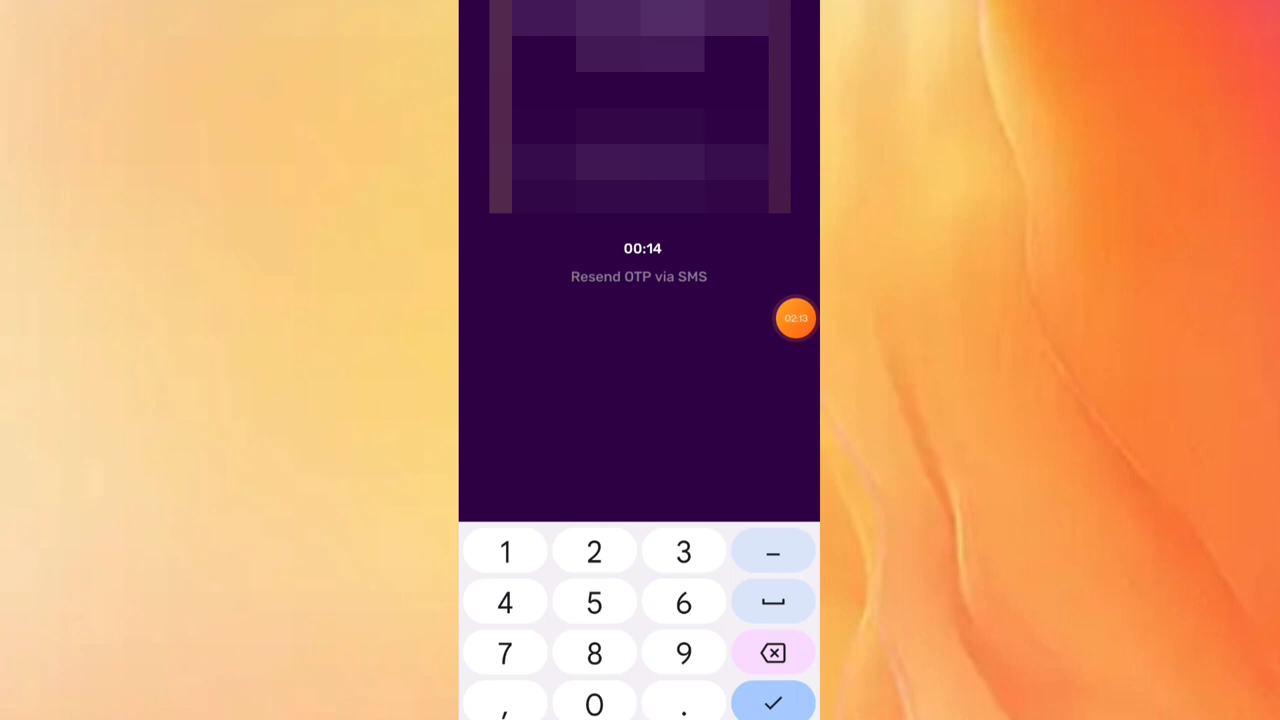 00:14
Resend OTP via SMS
02:13
1 2 3 –
4 5 6
7 8 9
, 0 .